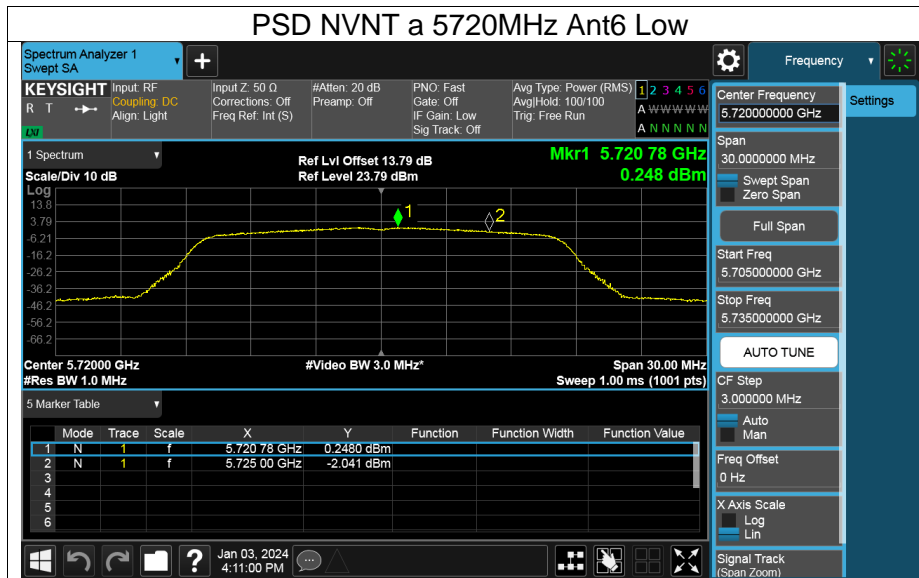 PSD NVNT a 5720MHz Ant6 Low
Spectrum Analyzer 1
Swept SA
+
Frequency
KEYSIGHT
R T
LXI
Input: RF
Coupling: DC
Align: Light
Input Z: 50 Ω
Corrections: Off
Freq Ref: Int (S)
#Atten: 20 dB
Preamp: Off
PNO: Fast
Gate: Off
IF Gain: Low
Sig Track: Off
Avg Type: Power (RMS)
Avg|Hold: 100/100
Trig: Free Run
1 2 3 4 5 6
A W W W W W
A N N N N N
1 Spectrum
Scale/Div 10 dB
Ref Lvl Offset 13.79 dB
Ref Level 23.79 dBm
Mkr1 5.720 78 GHz
0.248 dBm
Log
13.8
3.79
-6.21
-16.2
-26.2
-36.2
-46.2
-56.2
-66.2
1
2
Center 5.72000 GHz
#Res BW 1.0 MHz
#Video BW 3.0 MHz*
Span 30.00 MHz
Sweep 1.00 ms (1001 pts)
5 Marker Table
Mode Trace Scale X Y Function Function Width Function Value
1 N 1 f 5.720 78 GHz 0.2480 dBm
2 N 1 f 5.725 00 GHz -2.041 dBm
3
4
5
6
?
Jan 03, 2024
4:11:00 PM
Center Frequency
5.720000000 GHz
Settings
Span
30.0000000 MHz
Swept Span
Zero Span
Full Span
Start Freq
5.705000000 GHz
Stop Freq
5.735000000 GHz
AUTO TUNE
CF Step
3.000000 MHz
Auto
Man
Freq Offset
0 Hz
X Axis Scale
Log
Lin
Signal Track
(Span Zoom)